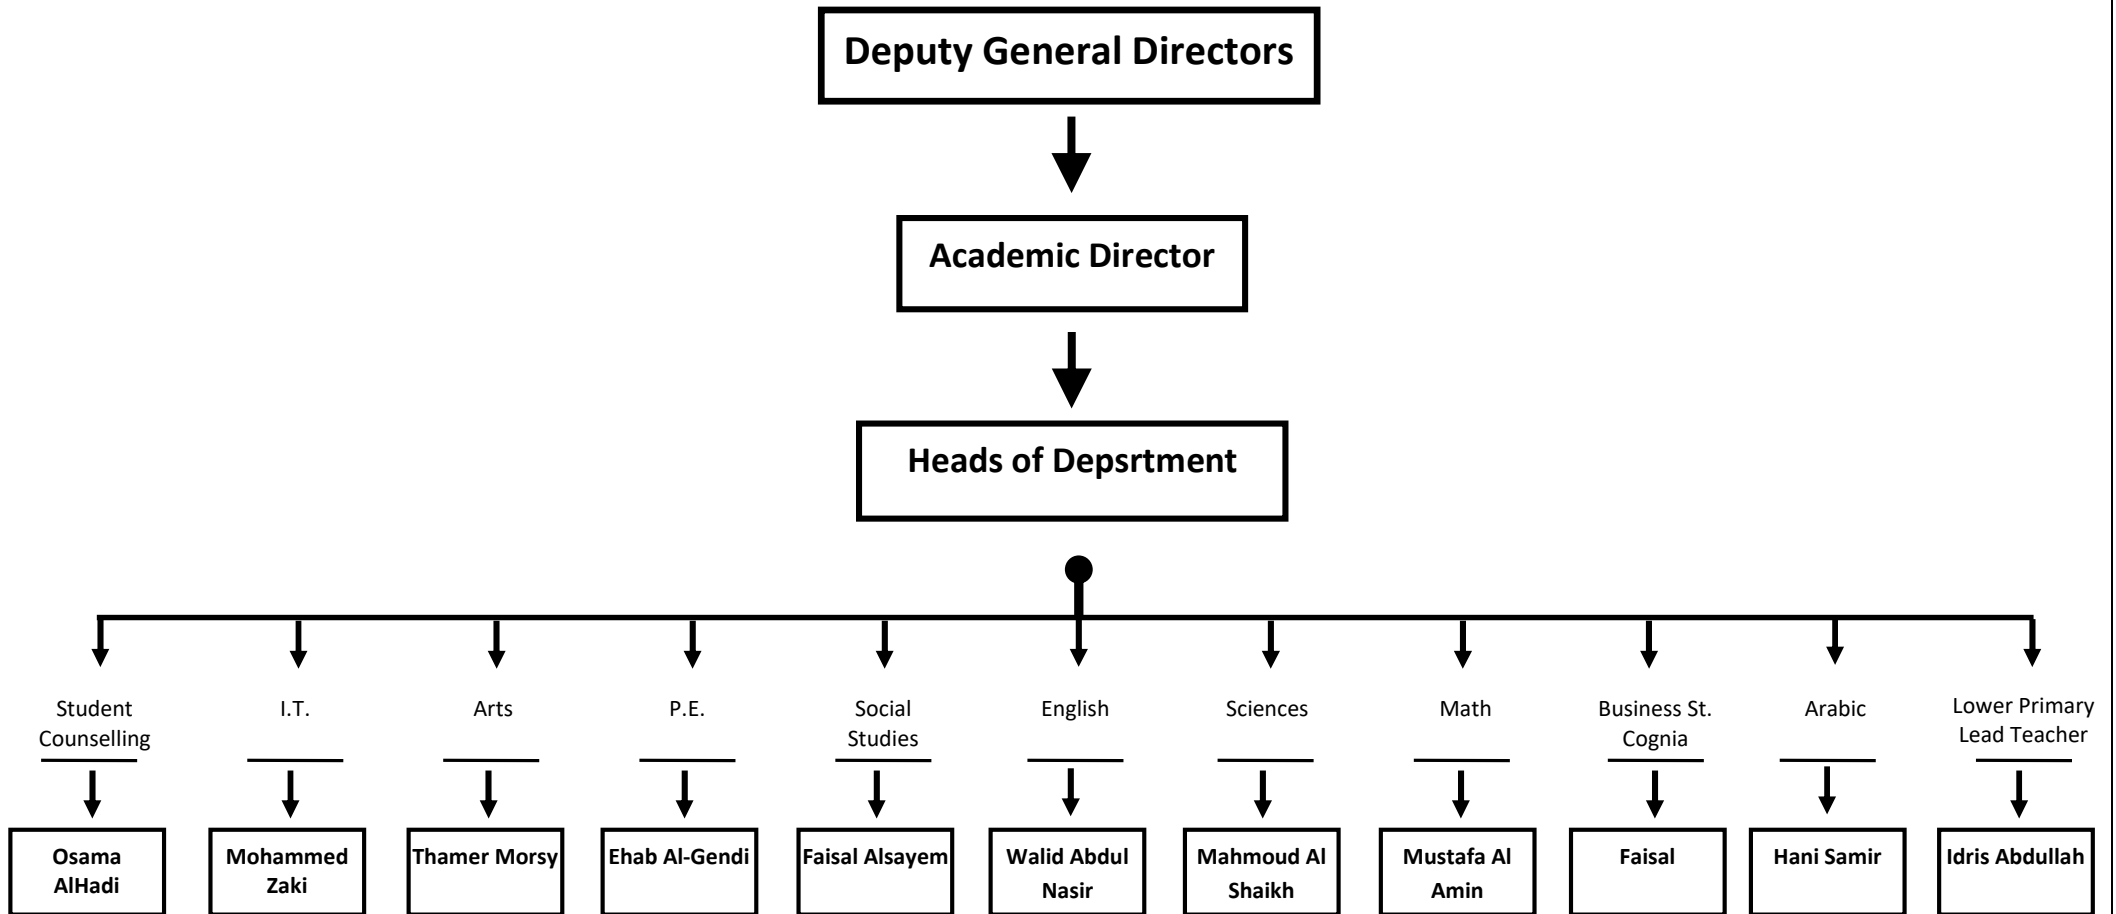 Deputy General Directors
Academic Director
Heads of Depsrtment
Student
Counselling
I.T.
Arts
P.E.
Social
Studies
English
Sciences
Math
Business St.
Cognia
Arabic
Lower Primary
Lead Teacher
Osama
AlHadi
Mohammed
Zaki
Thamer Morsy
Ehab Al-Gendi
Faisal Alsayem
Walid Abdul
Nasir
Mahmoud Al
Shaikh
Mustafa Al
Amin
Faisal
Hani Samir
Idris Abdullah